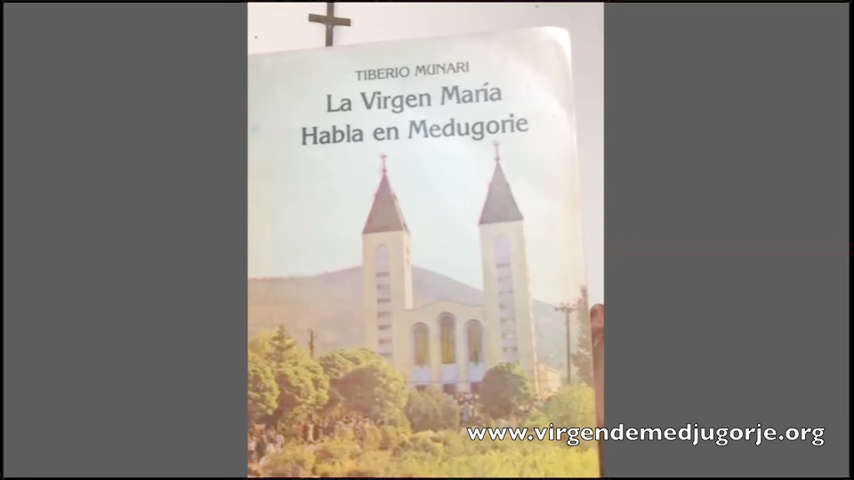 TIBERIO MUNARI
La Virgen María
Habla en Medugorie
www.virgendemedjugorje.org